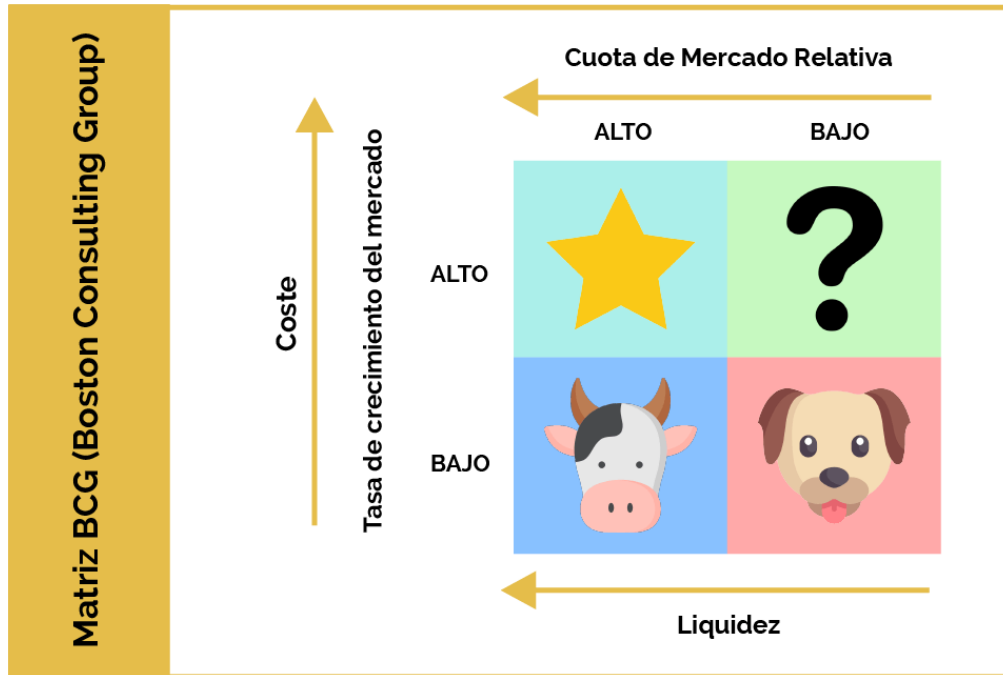 Matriz BCG (Boston Consulting Group)
Cuota de Mercado Relativa
ALTO
BAJO
Coste
Tasa de crecimiento del mercado
ALTO
?
BAJO
Liquidez